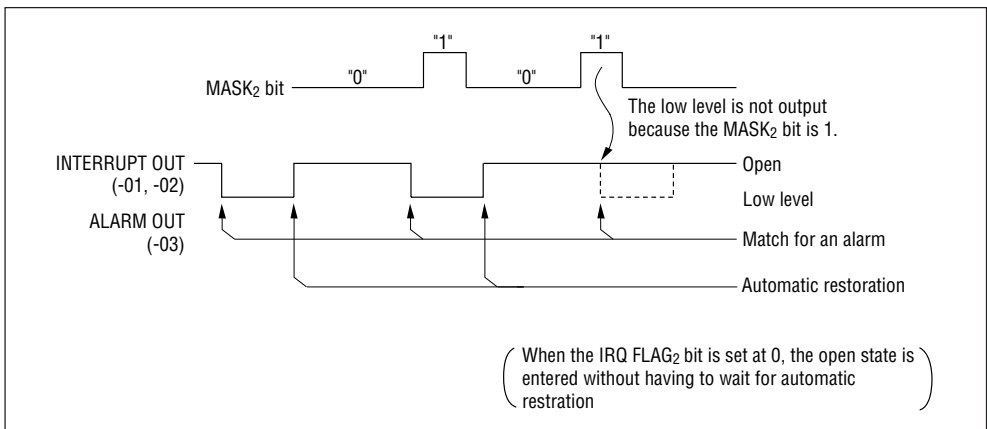 "1"
"1"
"0"
"0"
MASK2 bit
The low level is not output
because the MASK2 bit is 1.
INTERRUPT OUT
(-01, -02)
Open
Low level
ALARM OUT
(-03)
Match for an alarm
Automatic restoration
When the IRQ FLAG2 bit is set at 0, the open state is
entered without having to wait for automatic
restration